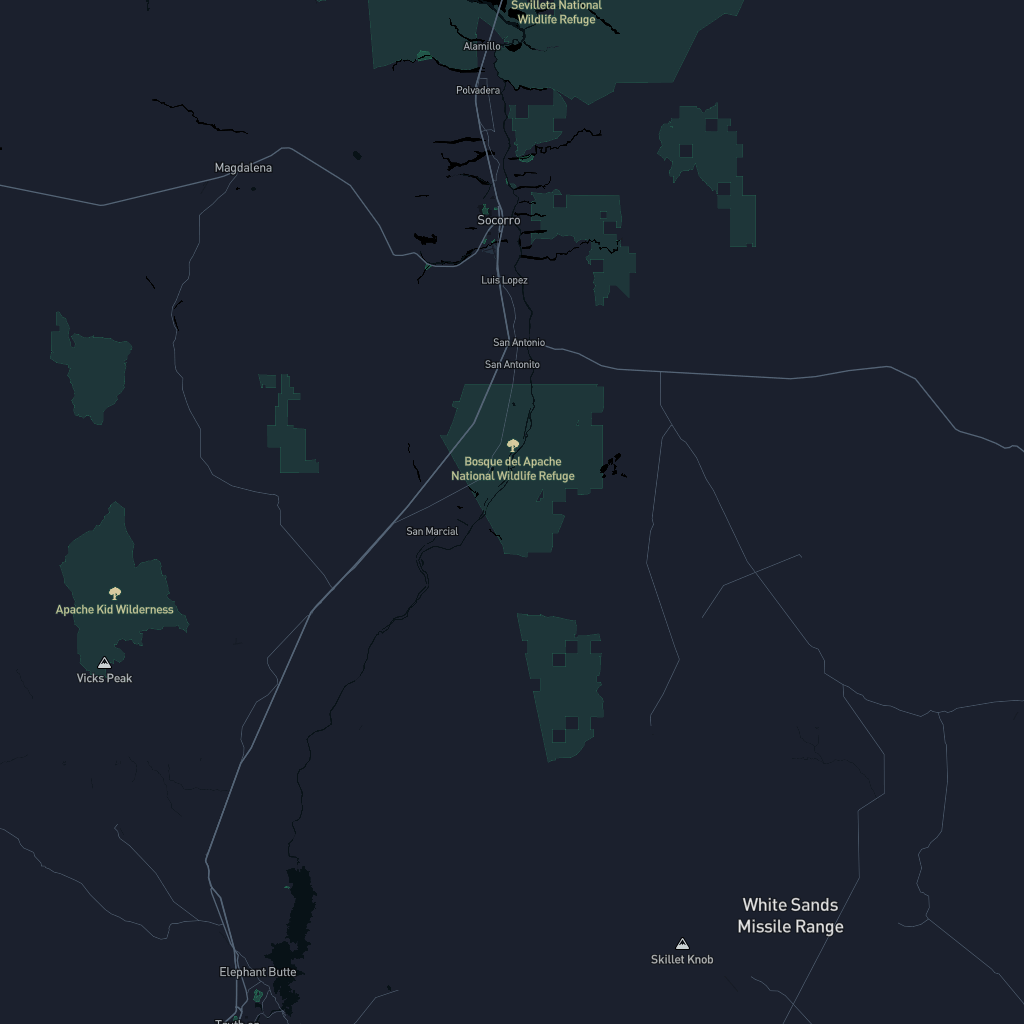 Sevilleta National
Wildlife Refuge
Alamillo
Polvadera
Magdalena
Socorro
Luis Lopez
San Antonio
San Antonito
Bosque del Apache
National Wildlife Refuge
San Marcial
Apache Kid Wilderness
Vicks Peak
White Sands
Missile Range
Skillet Knob
Elephant Butte